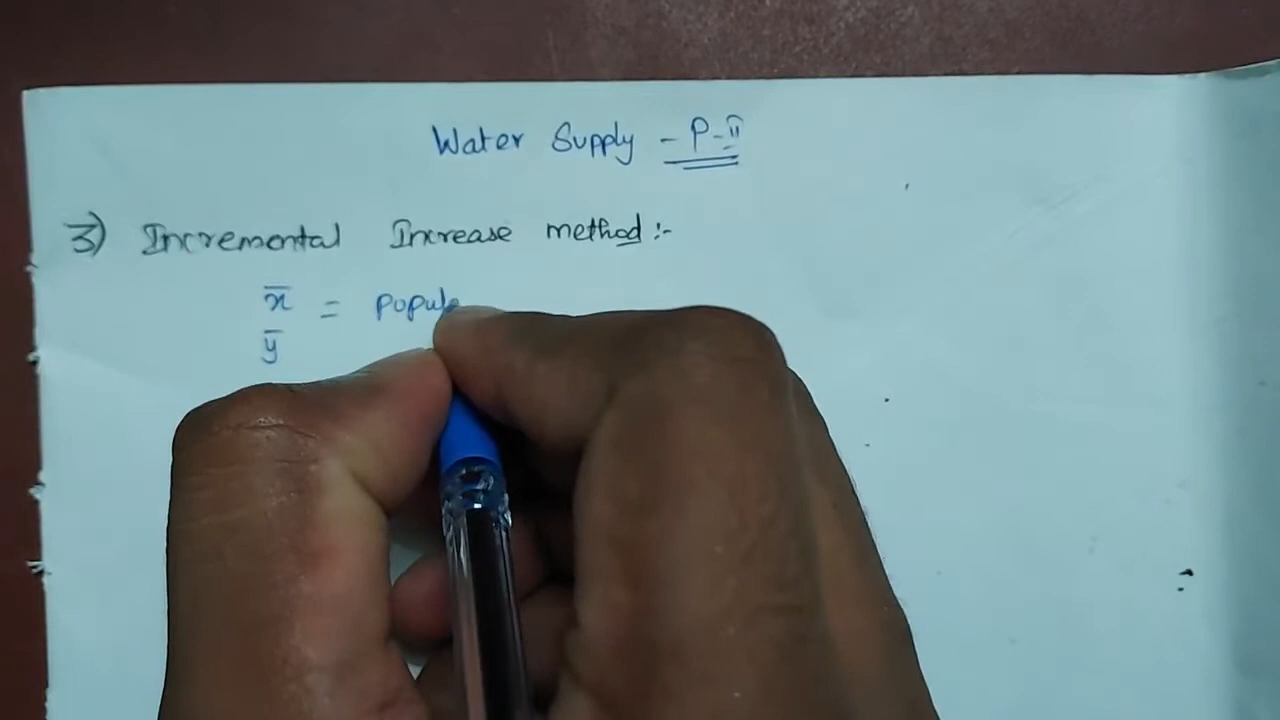 Water Supply - P-II
3) Incremental Increase method :-
x̄ = popula
ȳ